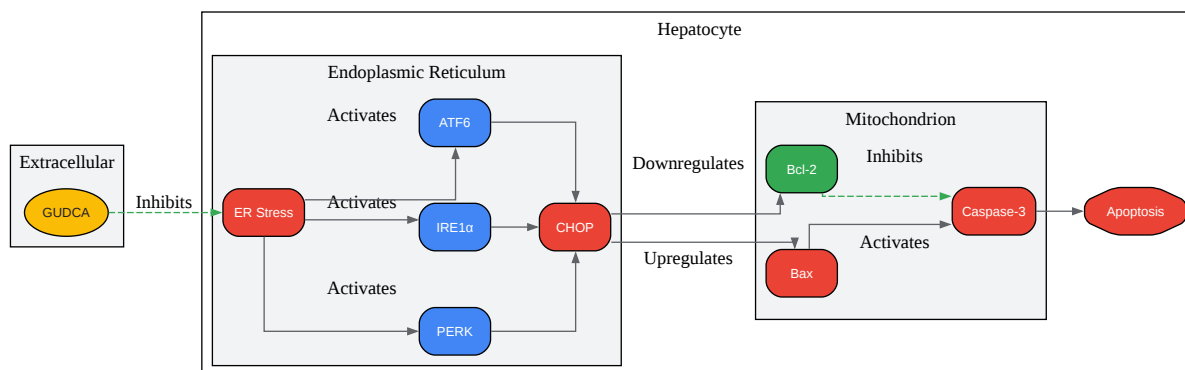 Hepatocyte
Endoplasmic Reticulum
Activates
ATF6
Mitochondrion
Extracellular
Downregulates
Bcl-2
Inhibits
GUDCA
Inhibits
ER Stress
Activates
IRE1α
CHOP
Caspase-3
Apoptosis
Upregulates
Activates
Bax
Activates
PERK